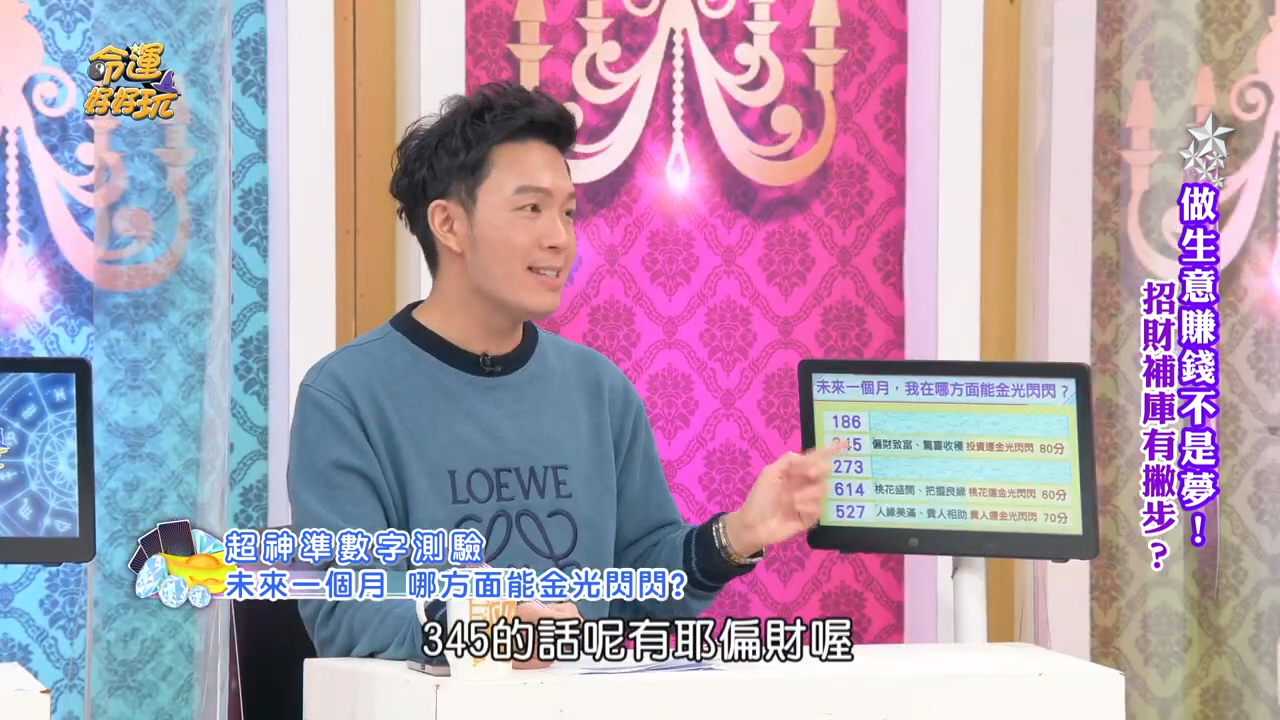 命運
好好玩
做生意賺錢不是夢！
招財補庫有撇步？
LOEWE
未來一個月，我在哪方面能金光閃閃？
186
345 偏財致富、驚喜收穫 投資運金光閃閃 80分
273
614 桃花盛開、把握良緣 桃花運金光閃閃 60分
527 人緣美滿、貴人相助 貴人運金光閃閃 70分
超神準數字測驗
未來一個月 哪方面能金光閃閃?
345的話呢有耶偏財喔